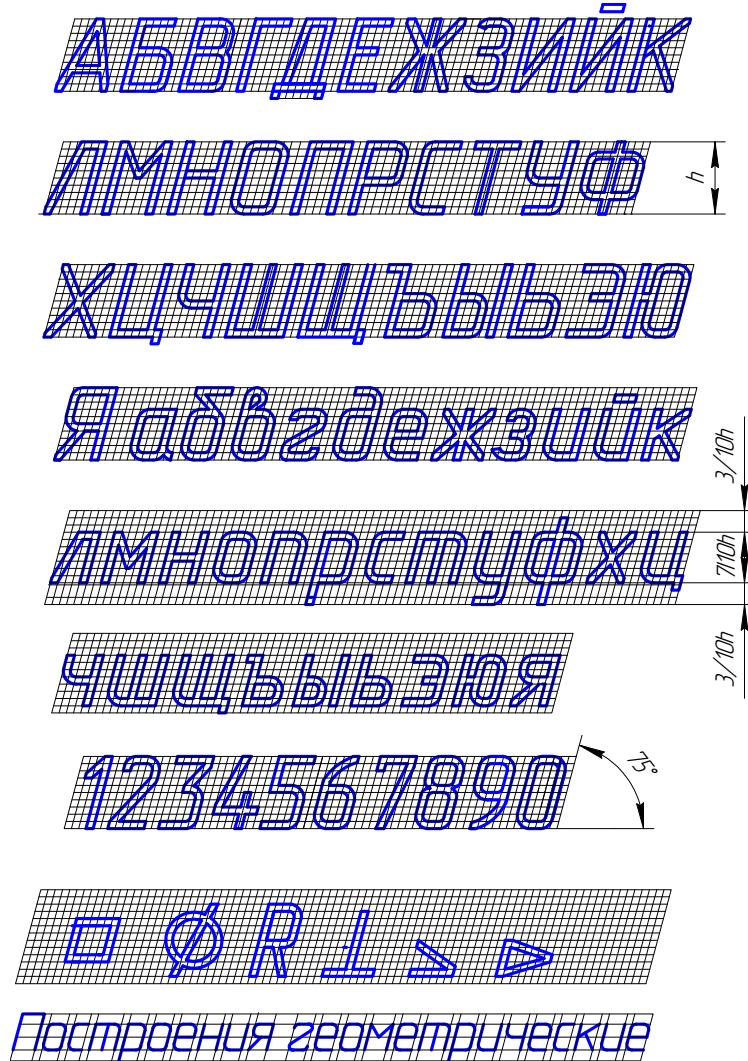 АБВГДЕЖЗИЙК
ЛМНОПРСТУФ
h
ХЦЧШЩЪЫЬЭЮ
Я абвгдежзийк
3/10h
лмнопрстуфхц
7/10h
3/10h
чшщъыьэюя
1234567890
75°
□ ⌀ R ⊥ ∠ ▷
Построения геометрические